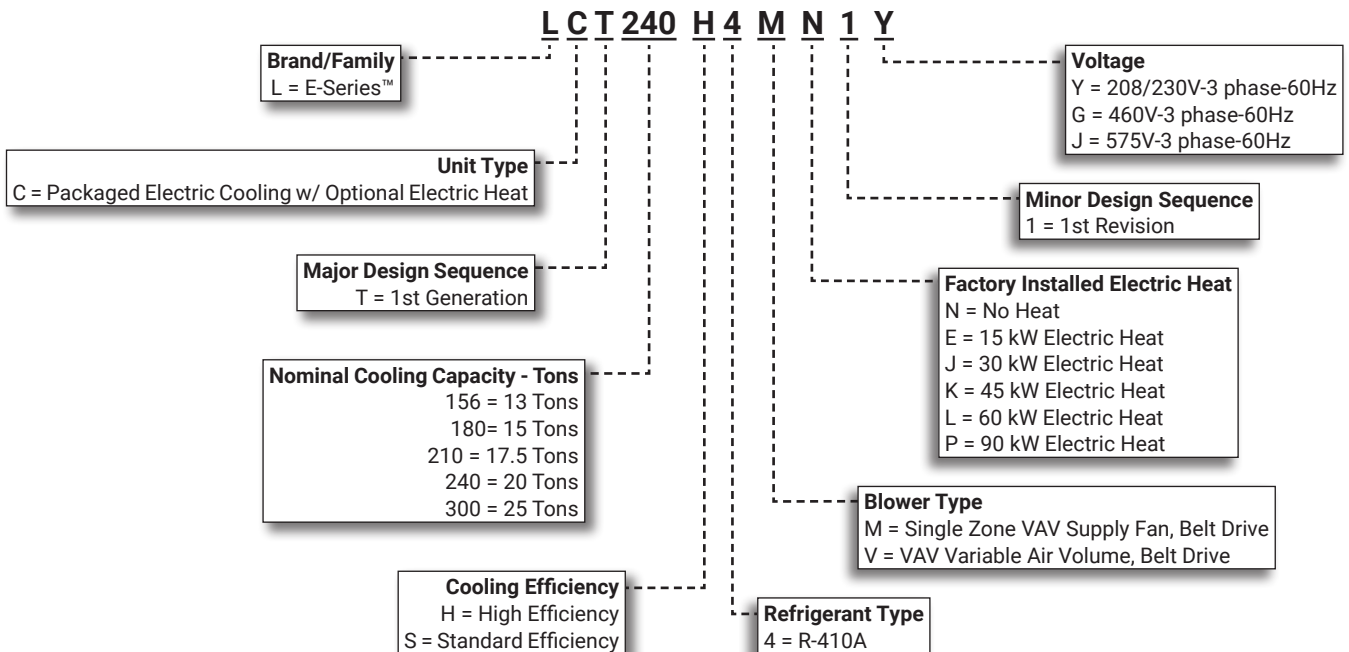 L C T 240 H 4 M N 1 Y
Brand/Family
L = E-Series™
Unit Type
C = Packaged Electric Cooling w/ Optional Electric Heat
Major Design Sequence
T = 1st Generation
Nominal Cooling Capacity - Tons
156 = 13 Tons
180= 15 Tons
210 = 17.5 Tons
240 = 20 Tons
300 = 25 Tons
Cooling Efficiency
H = High Efficiency
S = Standard Efficiency
Voltage
Y = 208/230V-3 phase-60Hz
G = 460V-3 phase-60Hz
J = 575V-3 phase-60Hz
Minor Design Sequence
1 = 1st Revision
Factory Installed Electric Heat
N = No Heat
E = 15 kW Electric Heat
J = 30 kW Electric Heat
K = 45 kW Electric Heat
L = 60 kW Electric Heat
P = 90 kW Electric Heat
Blower Type
M = Single Zone VAV Supply Fan, Belt Drive
V = VAV Variable Air Volume, Belt Drive
Refrigerant Type
4 = R-410A